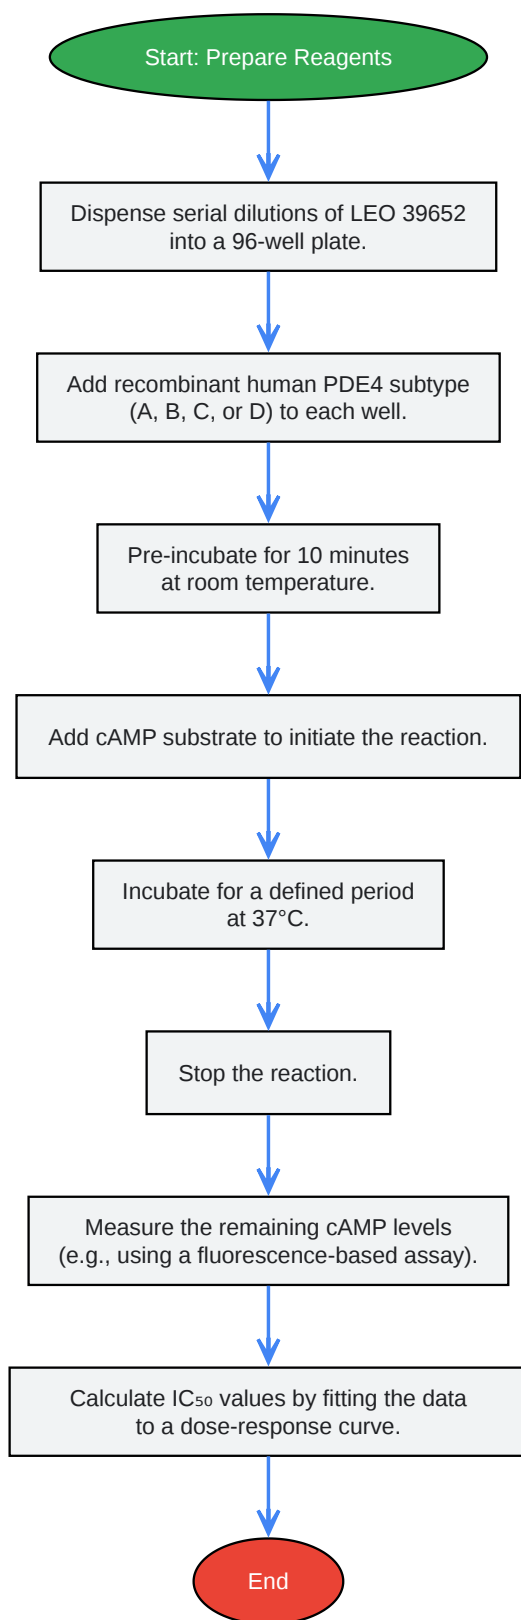 Start: Prepare Reagents
Dispense serial dilutions of LEO 39652
into a 96-well plate.
Add recombinant human PDE4 subtype
(A, B, C, or D) to each well.
Pre-incubate for 10 minutes
at room temperature.
Add cAMP substrate to initiate the reaction.
Incubate for a defined period
at 37°C.
Stop the reaction.
Measure the remaining cAMP levels
(e.g., using a fluorescence-based assay).
Calculate IC₅₀ values by fitting the data
to a dose-response curve.
End